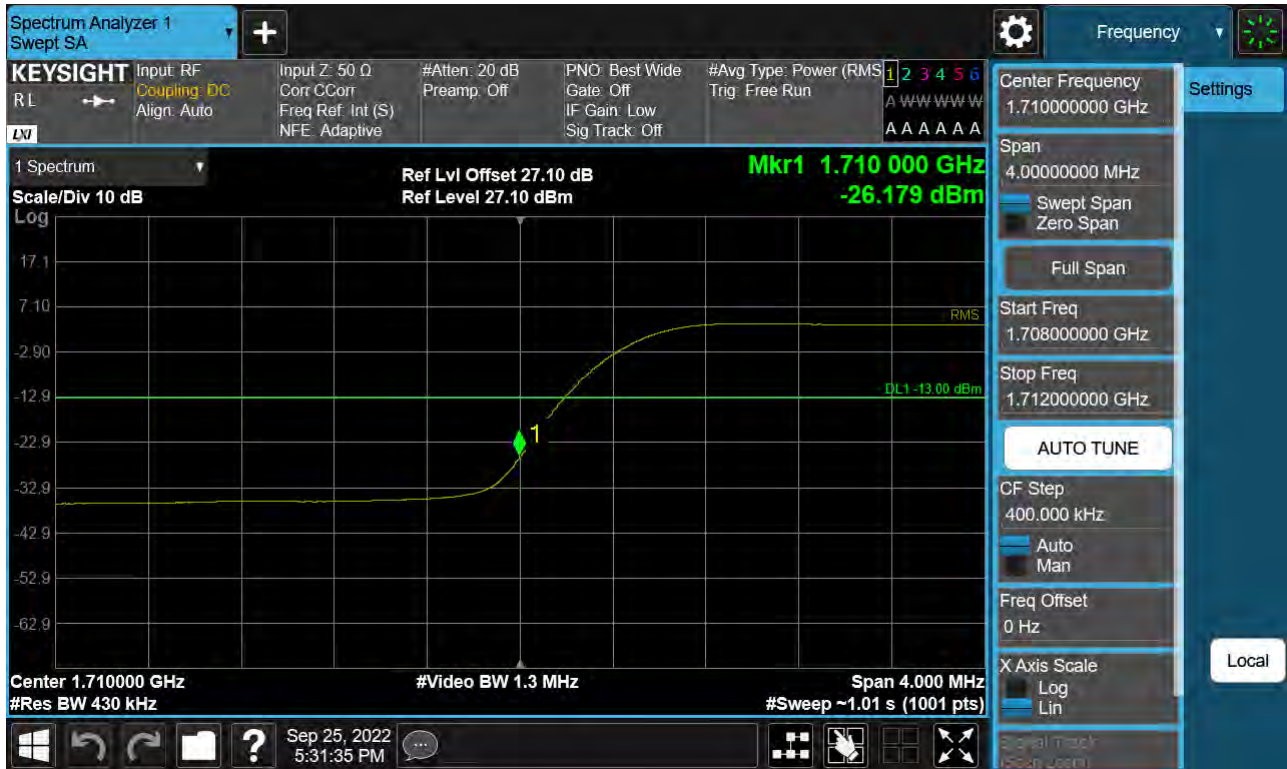 Spectrum Analyzer 1
Swept SA
Frequency
KEYSIGHT
RL
LXI
Input: RF
Coupling: DC
Align: Auto
Input Z: 50 Ω
Corr CCorr
Freq Ref: Int (S)
NFE: Adaptive
#Atten: 20 dB
Preamp: Off
PNO: Best Wide
Gate: Off
IF Gain: Low
Sig Track: Off
#Avg Type: Power (RMS
Trig: Free Run
1 2 3 4 5 6
A W W W W W
A A A A A A
1 Spectrum
Scale/Div 10 dB
Ref Lvl Offset 27.10 dB
Ref Level 27.10 dBm
Mkr1 1.710 000 GHz
-26.179 dBm
Log
17.1
7.10
RMS
-2.90
-12.9
DL1 -13.00 dBm
-22.9
1
-32.9
-42.9
-52.9
-62.9
Center 1.710000 GHz
#Video BW 1.3 MHz
Span 4.000 MHz
#Res BW 430 kHz
#Sweep ~1.01 s (1001 pts)
Sep 25, 2022
5:31:35 PM
Center Frequency
1.710000000 GHz
Settings
Span
4.00000000 MHz
Swept Span
Zero Span
Full Span
Start Freq
1.708000000 GHz
Stop Freq
1.712000000 GHz
AUTO TUNE
CF Step
400.000 kHz
Auto
Man
Freq Offset
0 Hz
X Axis Scale
Log
Lin
Local